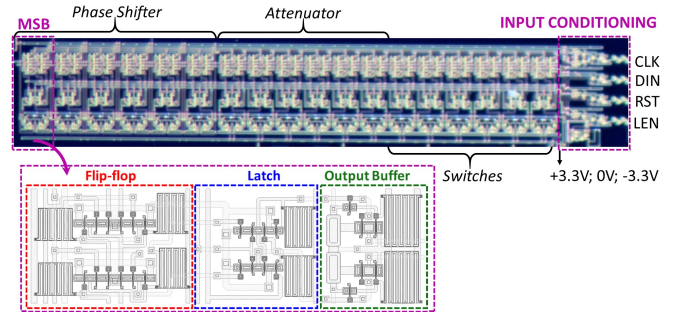 Phase Shifter
Attenuator
MSB
INPUT CONDITIONING
CLK
DIN
RST
LEN
Switches
+3.3V; 0V; -3.3V
Flip-flop
Latch
Output Buffer